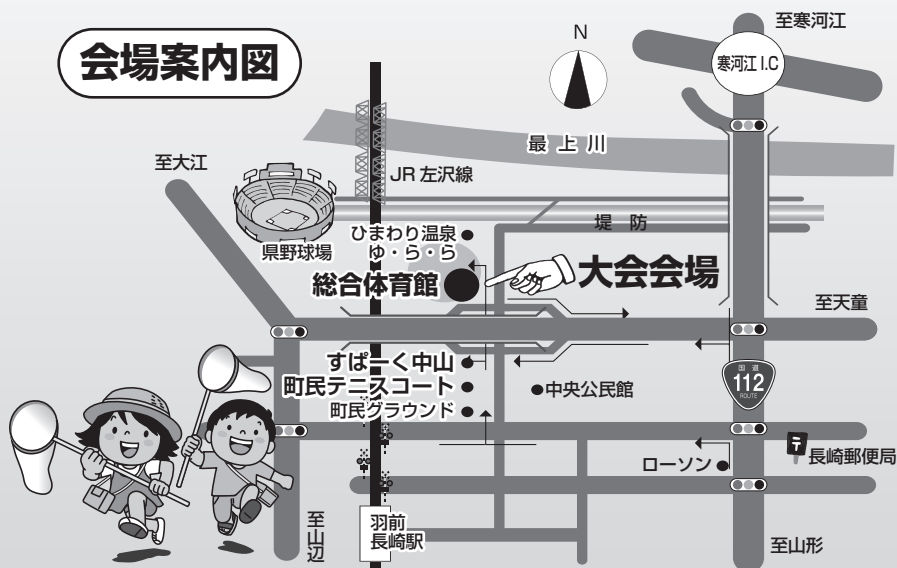 会場案内図
至寒河江
N
寒河江 I.C
最上川
至大江
JR 左沢線
堤 防
ひまわり温泉
ゆ・ら・ら
県野球場
総合体育館
大会会場
至天童
すぱーく中山
町民テニスコート
町民グラウンド
中央公民館
国道
112
ROUTE
ローソン
長崎郵便局
羽前
長崎駅
至山辺
至山形